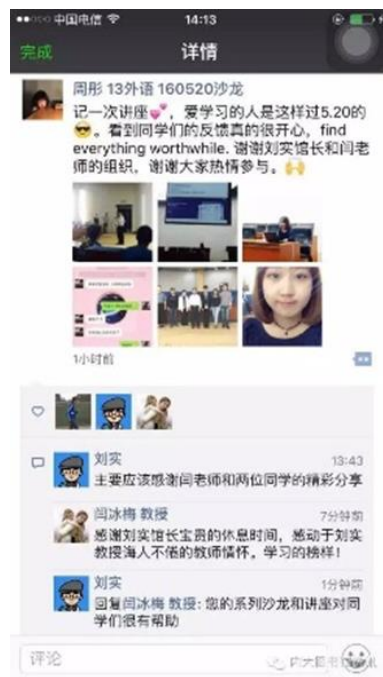 中国电信
14:13
完成
详情
周彤 13外语 160520沙龙
记一次讲座💕，爱学习的人是这样过5.20的
😎。看到同学们的反馈真的很开心，find
everything worthwhile. 谢谢刘实馆长和闫老
师的组织，谢谢大家热情参与。🙌
1小时前
刘实
13:43
主要应该感谢闫老师和两位同学的精彩分享
闫冰梅 教授
7分钟前
感谢刘实馆长宝贵的休息时间，感动于刘实
教授诲人不倦的教师情怀，学习的榜样！
刘实
1分钟前
回复闫冰梅 教授: 您的系列沙龙和讲座对同
学们很有帮助
评论